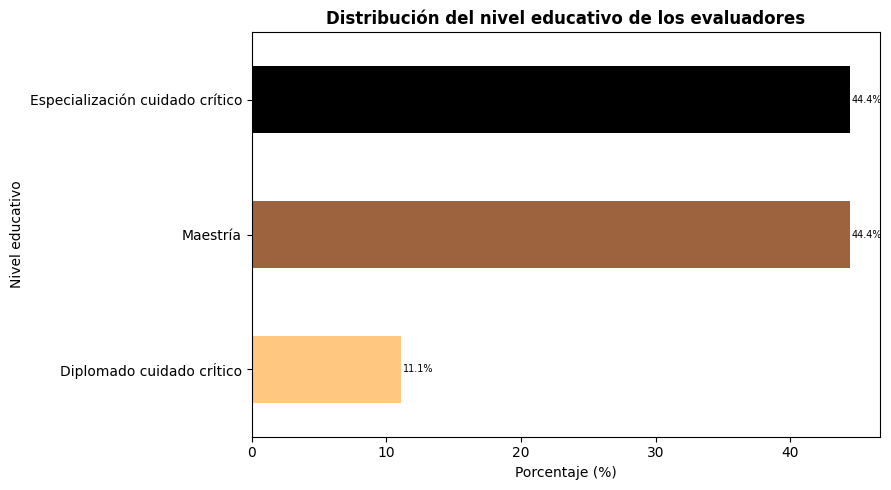 Distribución del nivel educativo de los evaluadores
Nivel educativo
Especialización cuidado crítico
44.4%
Maestría
44.4%
Diplomado cuidado crÍtico
11.1%
0 10 20 30 40
Porcentaje (%)